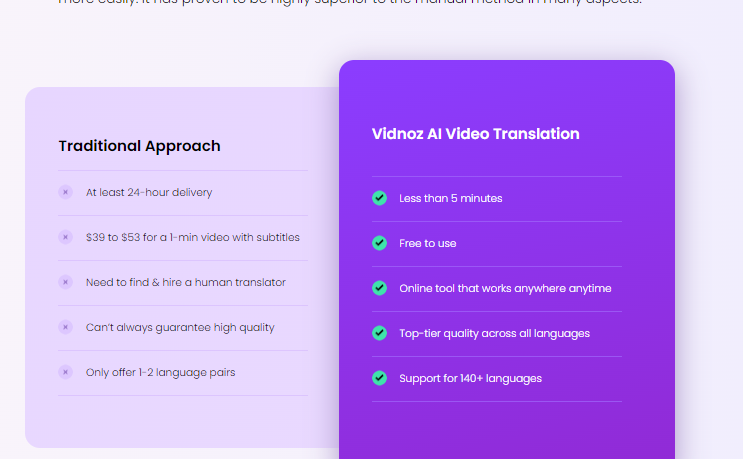 more easily. It has proven to be highly superior to the manual method in many aspects.
Traditional Approach
At least 24-hour delivery
$39 to $53 for a 1-min video with subtitles
Need to find & hire a human translator
Can't always guarantee high quality
Only offer 1-2 language pairs
Vidnoz AI Video Translation
Less than 5 minutes
Free to use
Online tool that works anywhere anytime
Top-tier quality across all languages
Support for 140+ languages